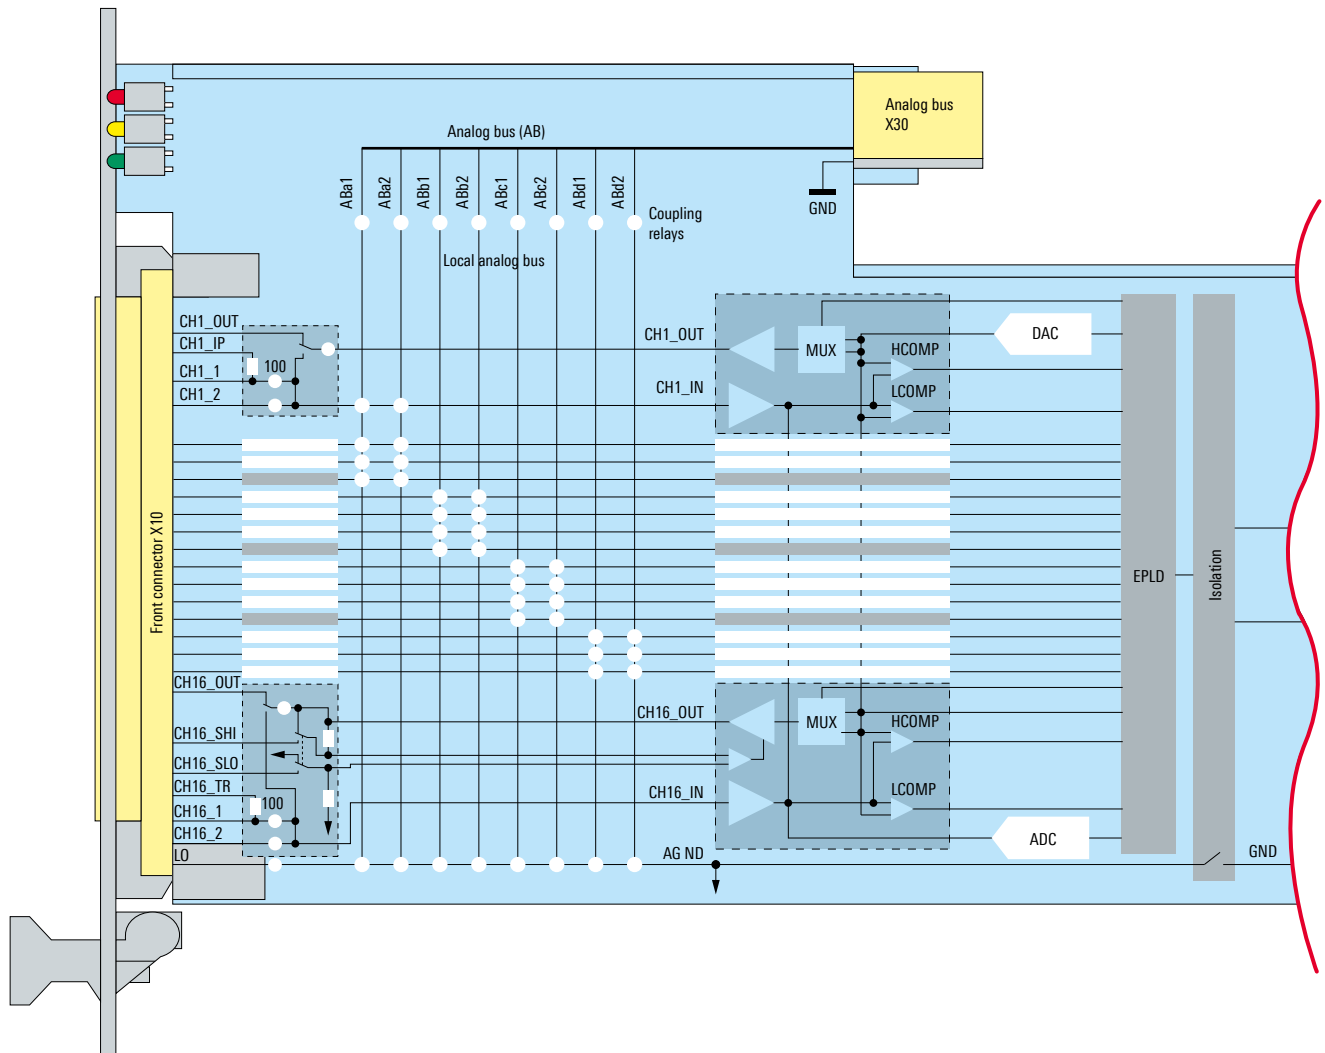 Analog bus
X30
Analog bus (AB)
ABa1
ABa2
ABb1
ABb2
ABc1
ABc2
ABd1
ABd2
GND
Coupling
relays
Local analog bus
CH1_OUT
CH1_IP
100
CH1_1
CH1_2
CH1_OUT
CH1_IN
MUX
HCOMP
LCOMP
DAC
Front connector X10
EPLD
Isolation
CH16_OUT
CH16_SHI
CH16_SLO
CH16_TR
100
CH16_1
CH16_2
LO
CH16_OUT
CH16_IN
MUX
HCOMP
LCOMP
ADC
AG ND
GND